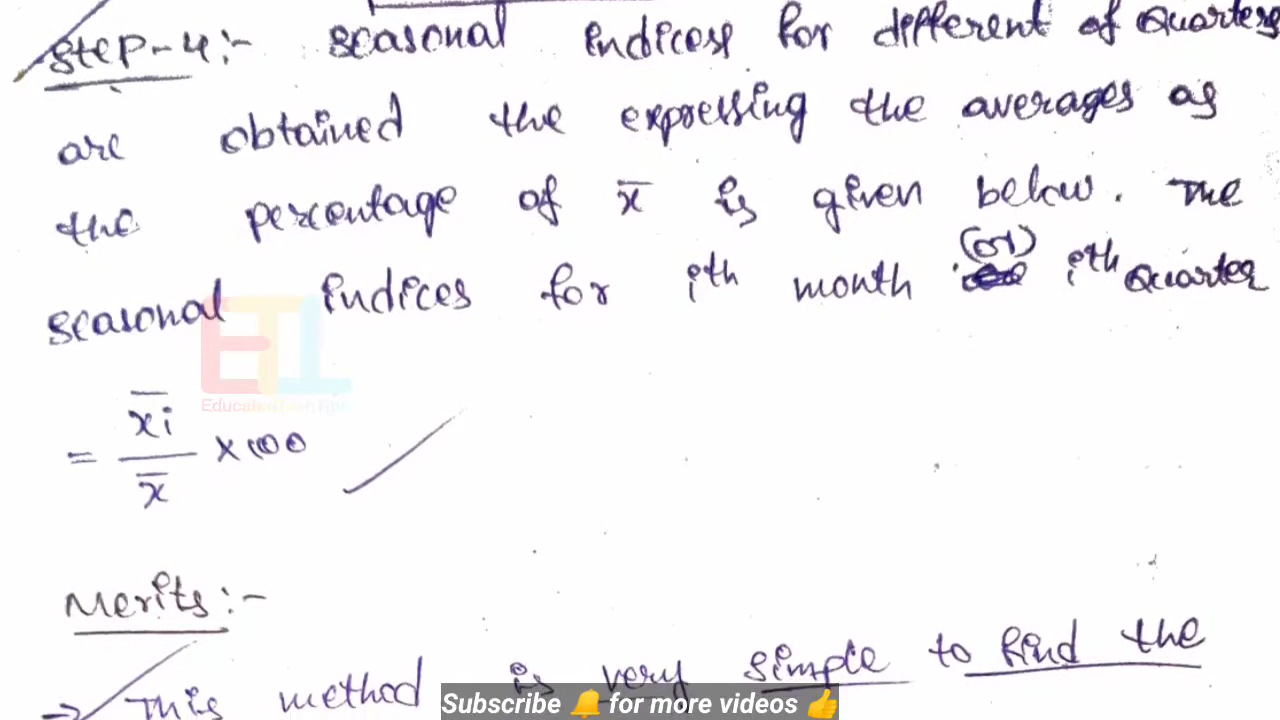 Step-4:- seasonal indices for different of Quarters
are obtained the expressing the averages as
the percentage of x̅ is given below. The
(or)
seasonal indices for ith month ith Quarter
= x̅i / x̅ × 100
Merits:-
→ This method is very simple to find the
ETT
Subscribe 🔔 for more videos 👍